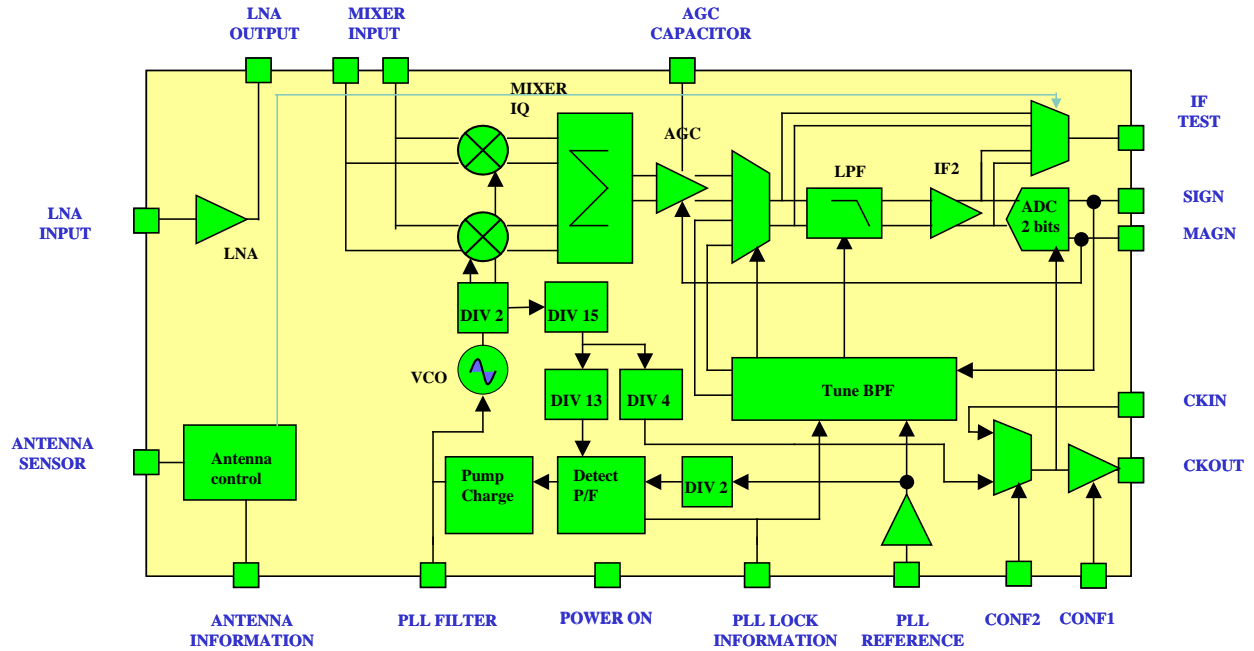 LNA
OUTPUT
MIXER
INPUT
AGC
CAPACITOR
MIXER
IQ
IF
TEST
AGC
LPF
IF2
SIGN
ADC
2 bits
LNA
INPUT
MAGN
LNA
DIV 2
DIV 15
VCO
DIV 13
DIV 4
Tune BPF
CKIN
ANTENNA
SENSOR
Antenna
control
Pump
Charge
Detect
P/F
DIV 2
CKOUT
ANTENNA
INFORMATION
PLL FILTER
POWER ON
PLL LOCK
INFORMATION
PLL
REFERENCE
CONF2
CONF1